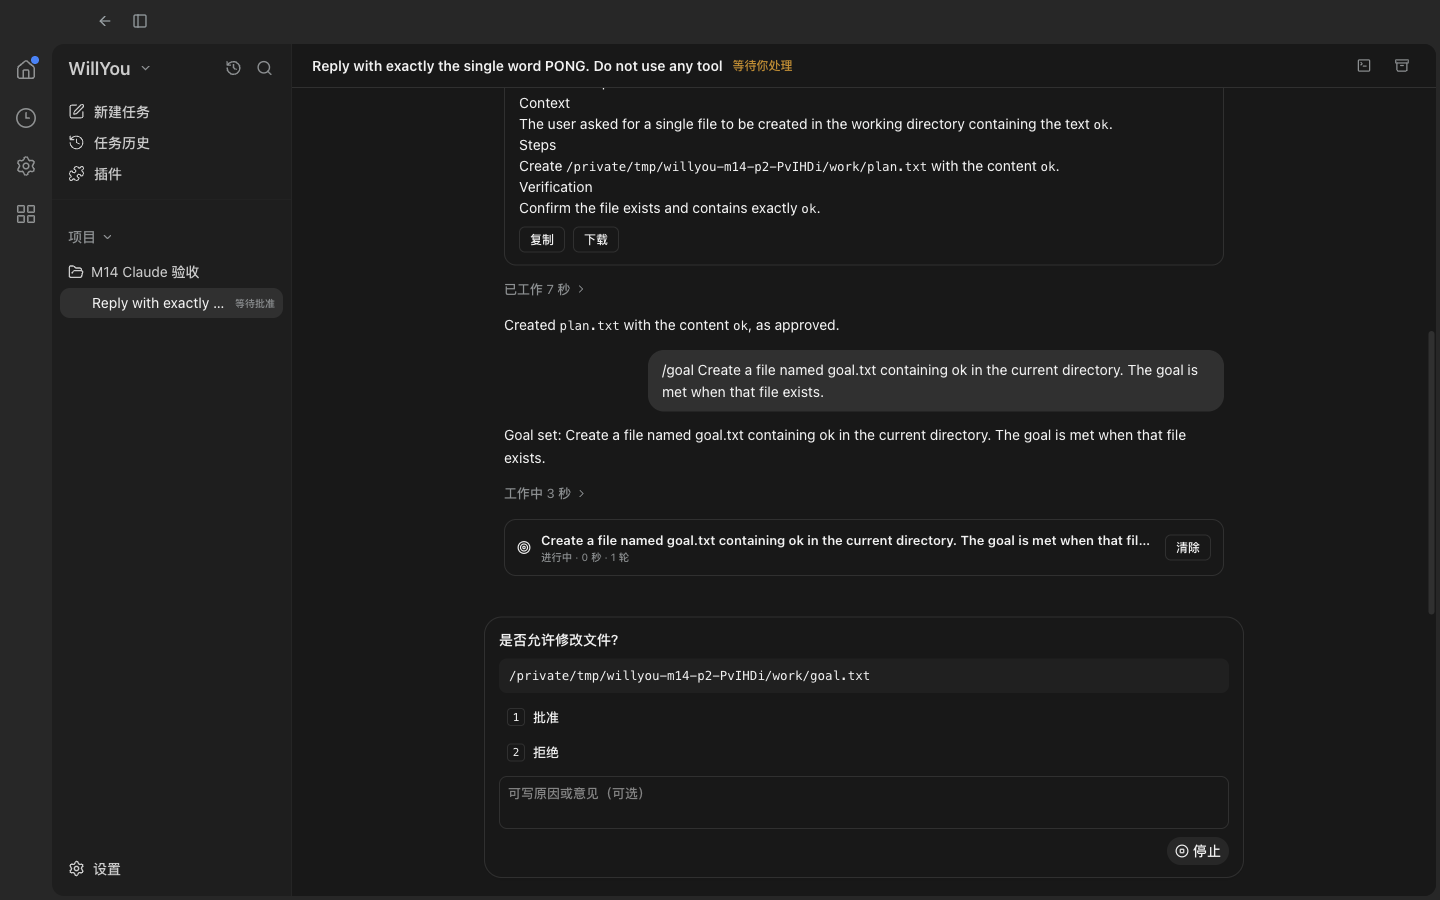 WillYou
新建任务
任务历史
插件
项目
M14 Claude 验收
Reply with exactly ... 等待批准
设置
Reply with exactly the single word PONG. Do not use any tool 等待你处理
Context
The user asked for a single file to be created in the working directory containing the text ok.
Steps
Create /private/tmp/willyou-m14-p2-PvIHDi/work/plan.txt with the content ok.
Verification
Confirm the file exists and contains exactly ok.
复制 下载
已工作 7 秒
Created plan.txt with the content ok, as approved.
/goal Create a file named goal.txt containing ok in the current directory. The goal is
met when that file exists.
Goal set: Create a file named goal.txt containing ok in the current directory. The goal is met when that file
exists.
工作中 3 秒
Create a file named goal.txt containing ok in the current directory. The goal is met when that fil...
进行中 · 0 秒 · 1 轮
清除
是否允许修改文件?
/private/tmp/willyou-m14-p2-PvIHDi/work/goal.txt
1 批准
2 拒绝
可写原因或意见（可选）
停止